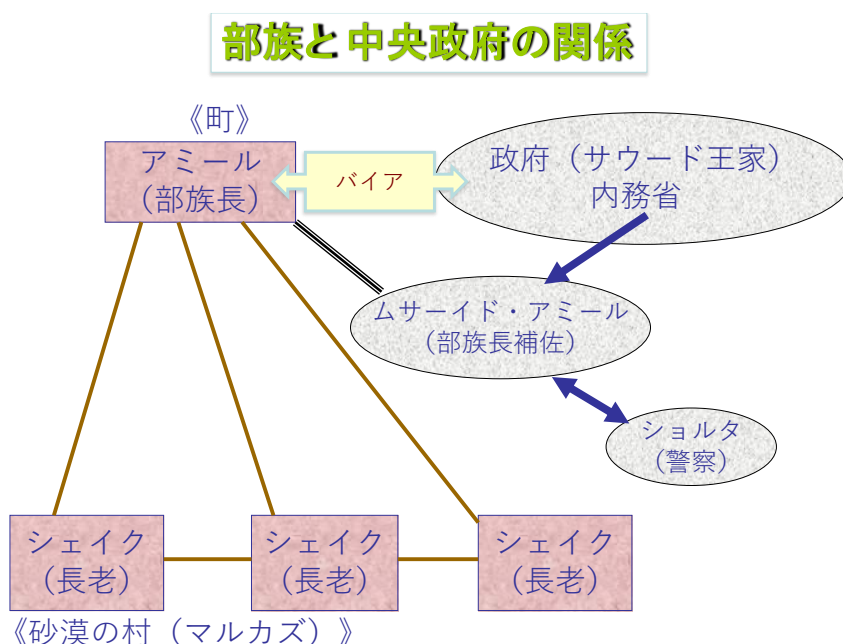 部族と中央政府の関係
《町》
アミール
(部族長)
バイア
政府（サウード王家）
内務省
ムサーイド・アミール
(部族長補佐)
ショルタ
(警察)
シェイク
(長老)
シェイク
(長老)
シェイク
(長老)
《砂漠の村（マルカズ）》